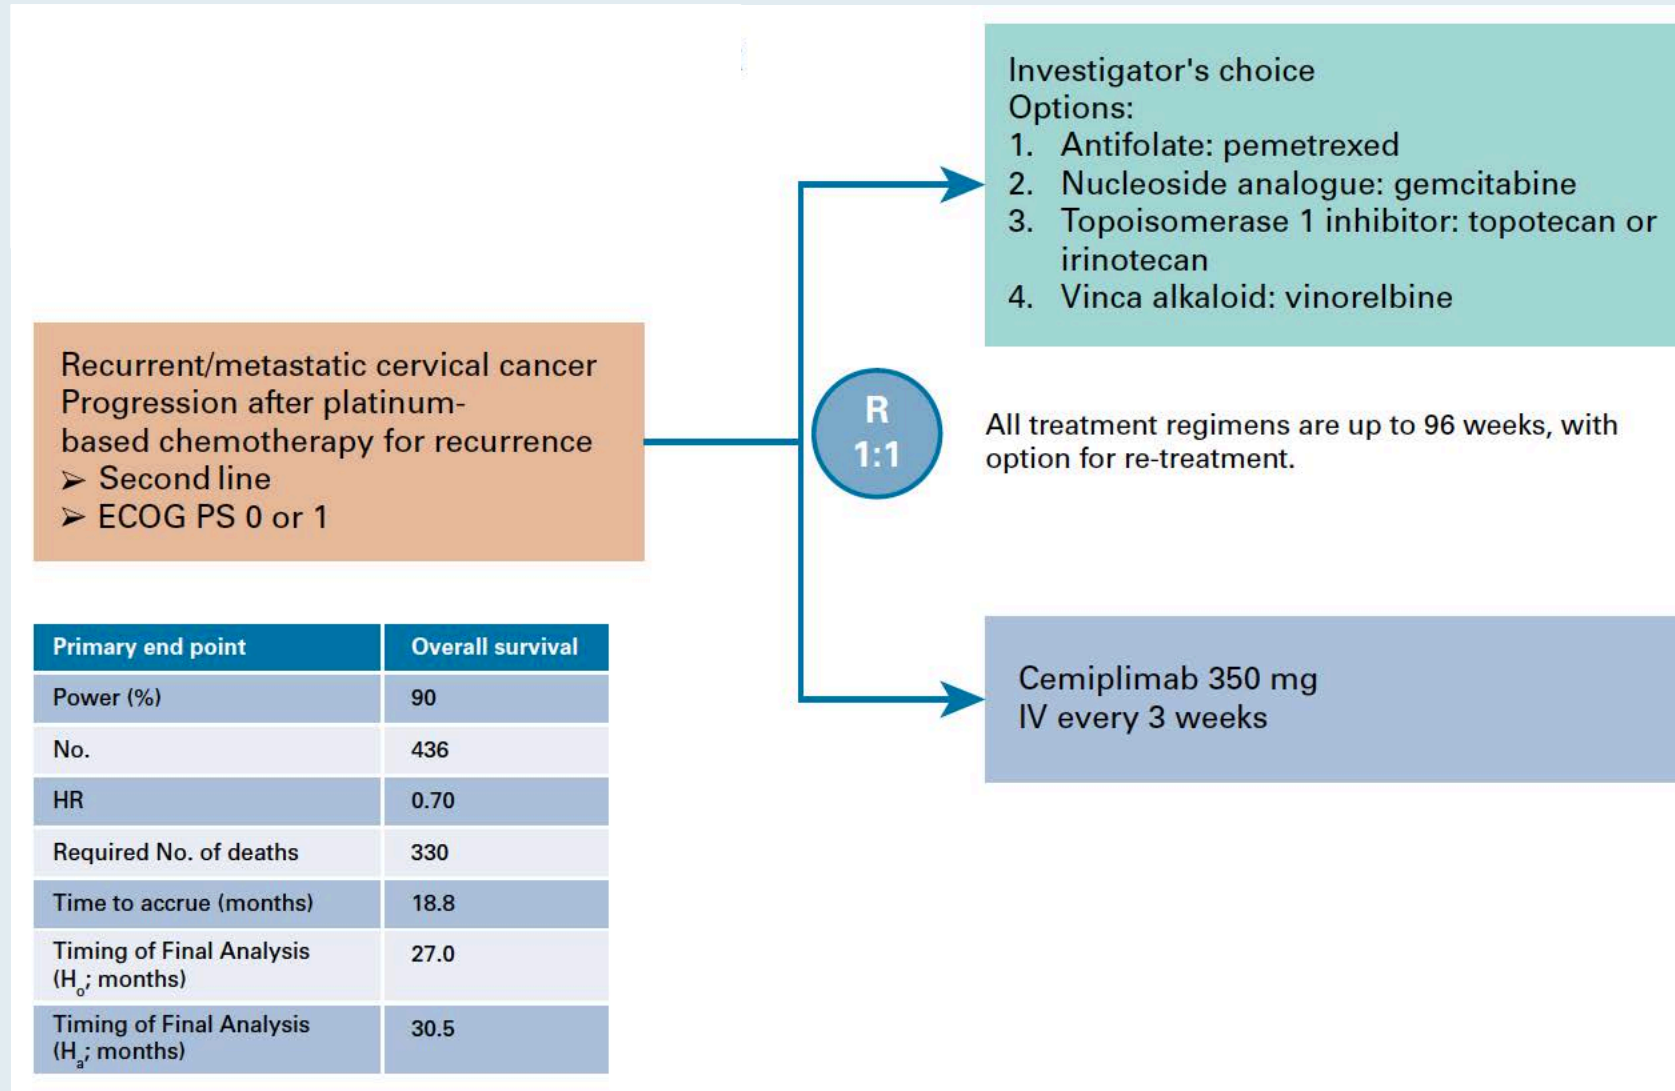 Investigator's choice
Options:
1. Antifolate: pemetrexed
2. Nucleoside analogue: gemcitabine
3. Topoisomerase 1 inhibitor: topotecan or
irinotecan
4. Vinca alkaloid: vinorelbine
Recurrent/metastatic cervical cancer
Progression after platinum-
based chemotherapy for recurrence
➢ Second line
➢ ECOG PS 0 or 1
R
1:1
All treatment regimens are up to 96 weeks, with
option for re-treatment.
Cemiplimab 350 mg
IV every 3 weeks
Primary end point Overall survival
Power (%) 90
No. 436
HR 0.70
Required No. of deaths 330
Time to accrue (months) 18.8
Timing of Final Analysis 27.0
(Ho; months)
Timing of Final Analysis 30.5
(Ha; months)